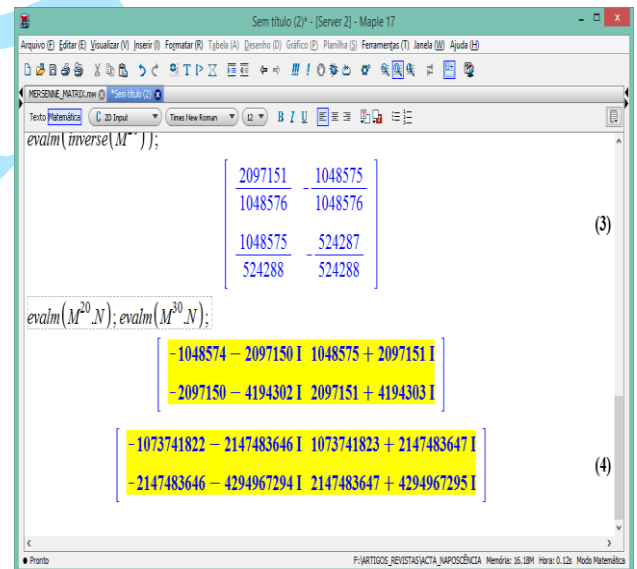 Sem título (2)* - [Server 2] - Maple 17
Arquivo (F) Editar (E) Visualizar (V) Inserir (I) Formatar (R) Tabela (A) Desenho (D) Gráfico (P) Planilha (S) Ferramentas (T) Janela (W) Ajuda (H)
MERSENNE_MATRIX.mw *Sem título (2)
Texto Matemática C 2D Input Times New Roman 12 B I U
evalm(inverse(M
2097151 1048575
1048576 - 1048576
(3)
1048575 524287
524288 - 524288
evalm(M^20.N); evalm(M^30.N);
-1048574 − 2097150 I 1048575 + 2097151 I
-2097150 − 4194302 I 2097151 + 4194303 I
-1073741822 − 2147483646 I 1073741823 + 2147483647 I
(4)
-2147483646 − 4294967294 I 2147483647 + 4294967295 I
Pronto F:\ARTIGOS_REVISTAS\ACTA_NAPOSCÊNCIA Memória: 16.18M Hora: 0.12s Modo Matemática